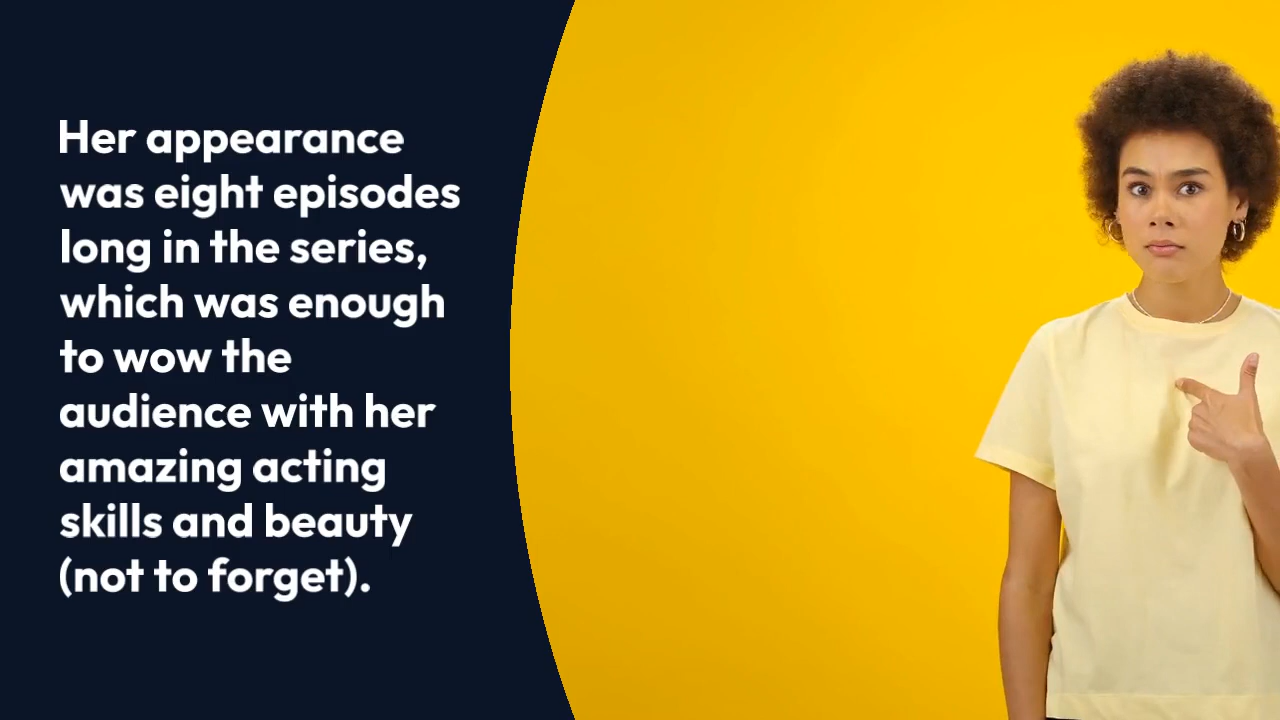 Her appearance
was eight episodes
long in the series,
which was enough
to wow the
audience with her
amazing acting
skills and beauty
(not to forget).